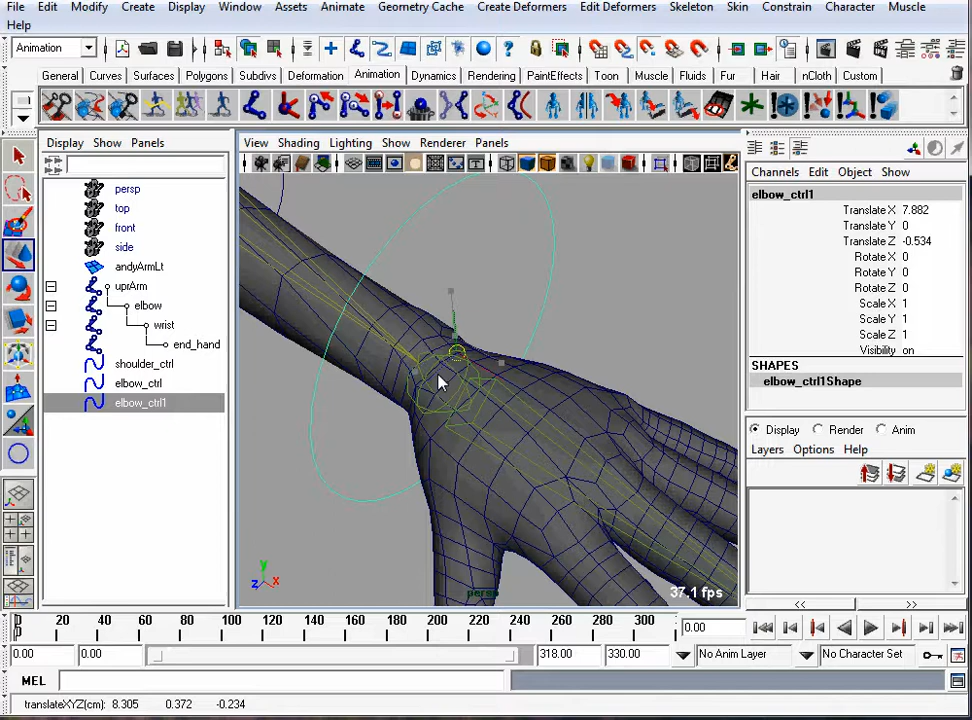 File Edit Modify Create Display Window Assets Animate Geometry Cache Create Deformers Edit Deformers Skeleton Skin Constrain Character Muscle
Help
Animation
General Curves Surfaces Polygons Subdivs Deformation Animation Dynamics Rendering PaintEffects Toon Muscle Fluids Fur Hair nCloth Custom
Display Show Panels
View Shading Lighting Show Renderer Panels
Channels Edit Object Show
persp
top
front
side
andyArmLt
uprArm
elbow
wrist
end_hand
shoulder_ctrl
elbow_ctrl
elbow_ctrl1
elbow_ctrl1
Translate X 7.882
Translate Y 0
Translate Z -0.534
Rotate X 0
Rotate Y 0
Rotate Z 0
Scale X 1
Scale Y 1
Scale Z 1
Visibility on
SHAPES
elbow_ctrl1Shape
Display Render Anim
Layers Options Help
y
z x
persp
37.1 fps
<< >>
20 60 80 100 120 140 160 180 200 220 240 260 280 300
0.00
0.00 0.00 318.00 330.00 No Anim Layer No Character Set
MEL
translateXYZ(cm): 8.305 0.372 -0.234